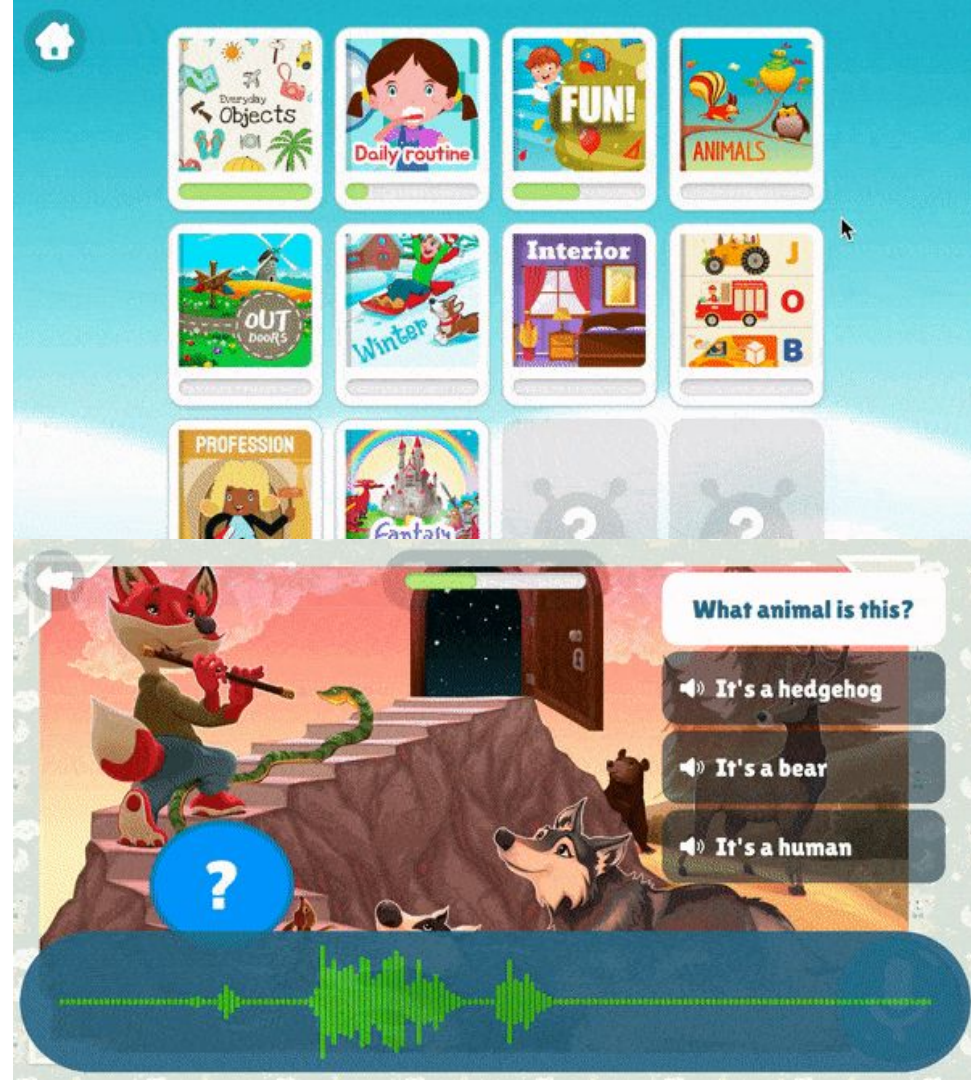 Everyday
Objects
Daily routine
FUN!
ANIMALS
OUT
DOORS
Winter
Interior
J
O
B
PROFESSION
Fantasy
?
?
What animal is this?
It's a hedgehog
It's a bear
It's a human
?